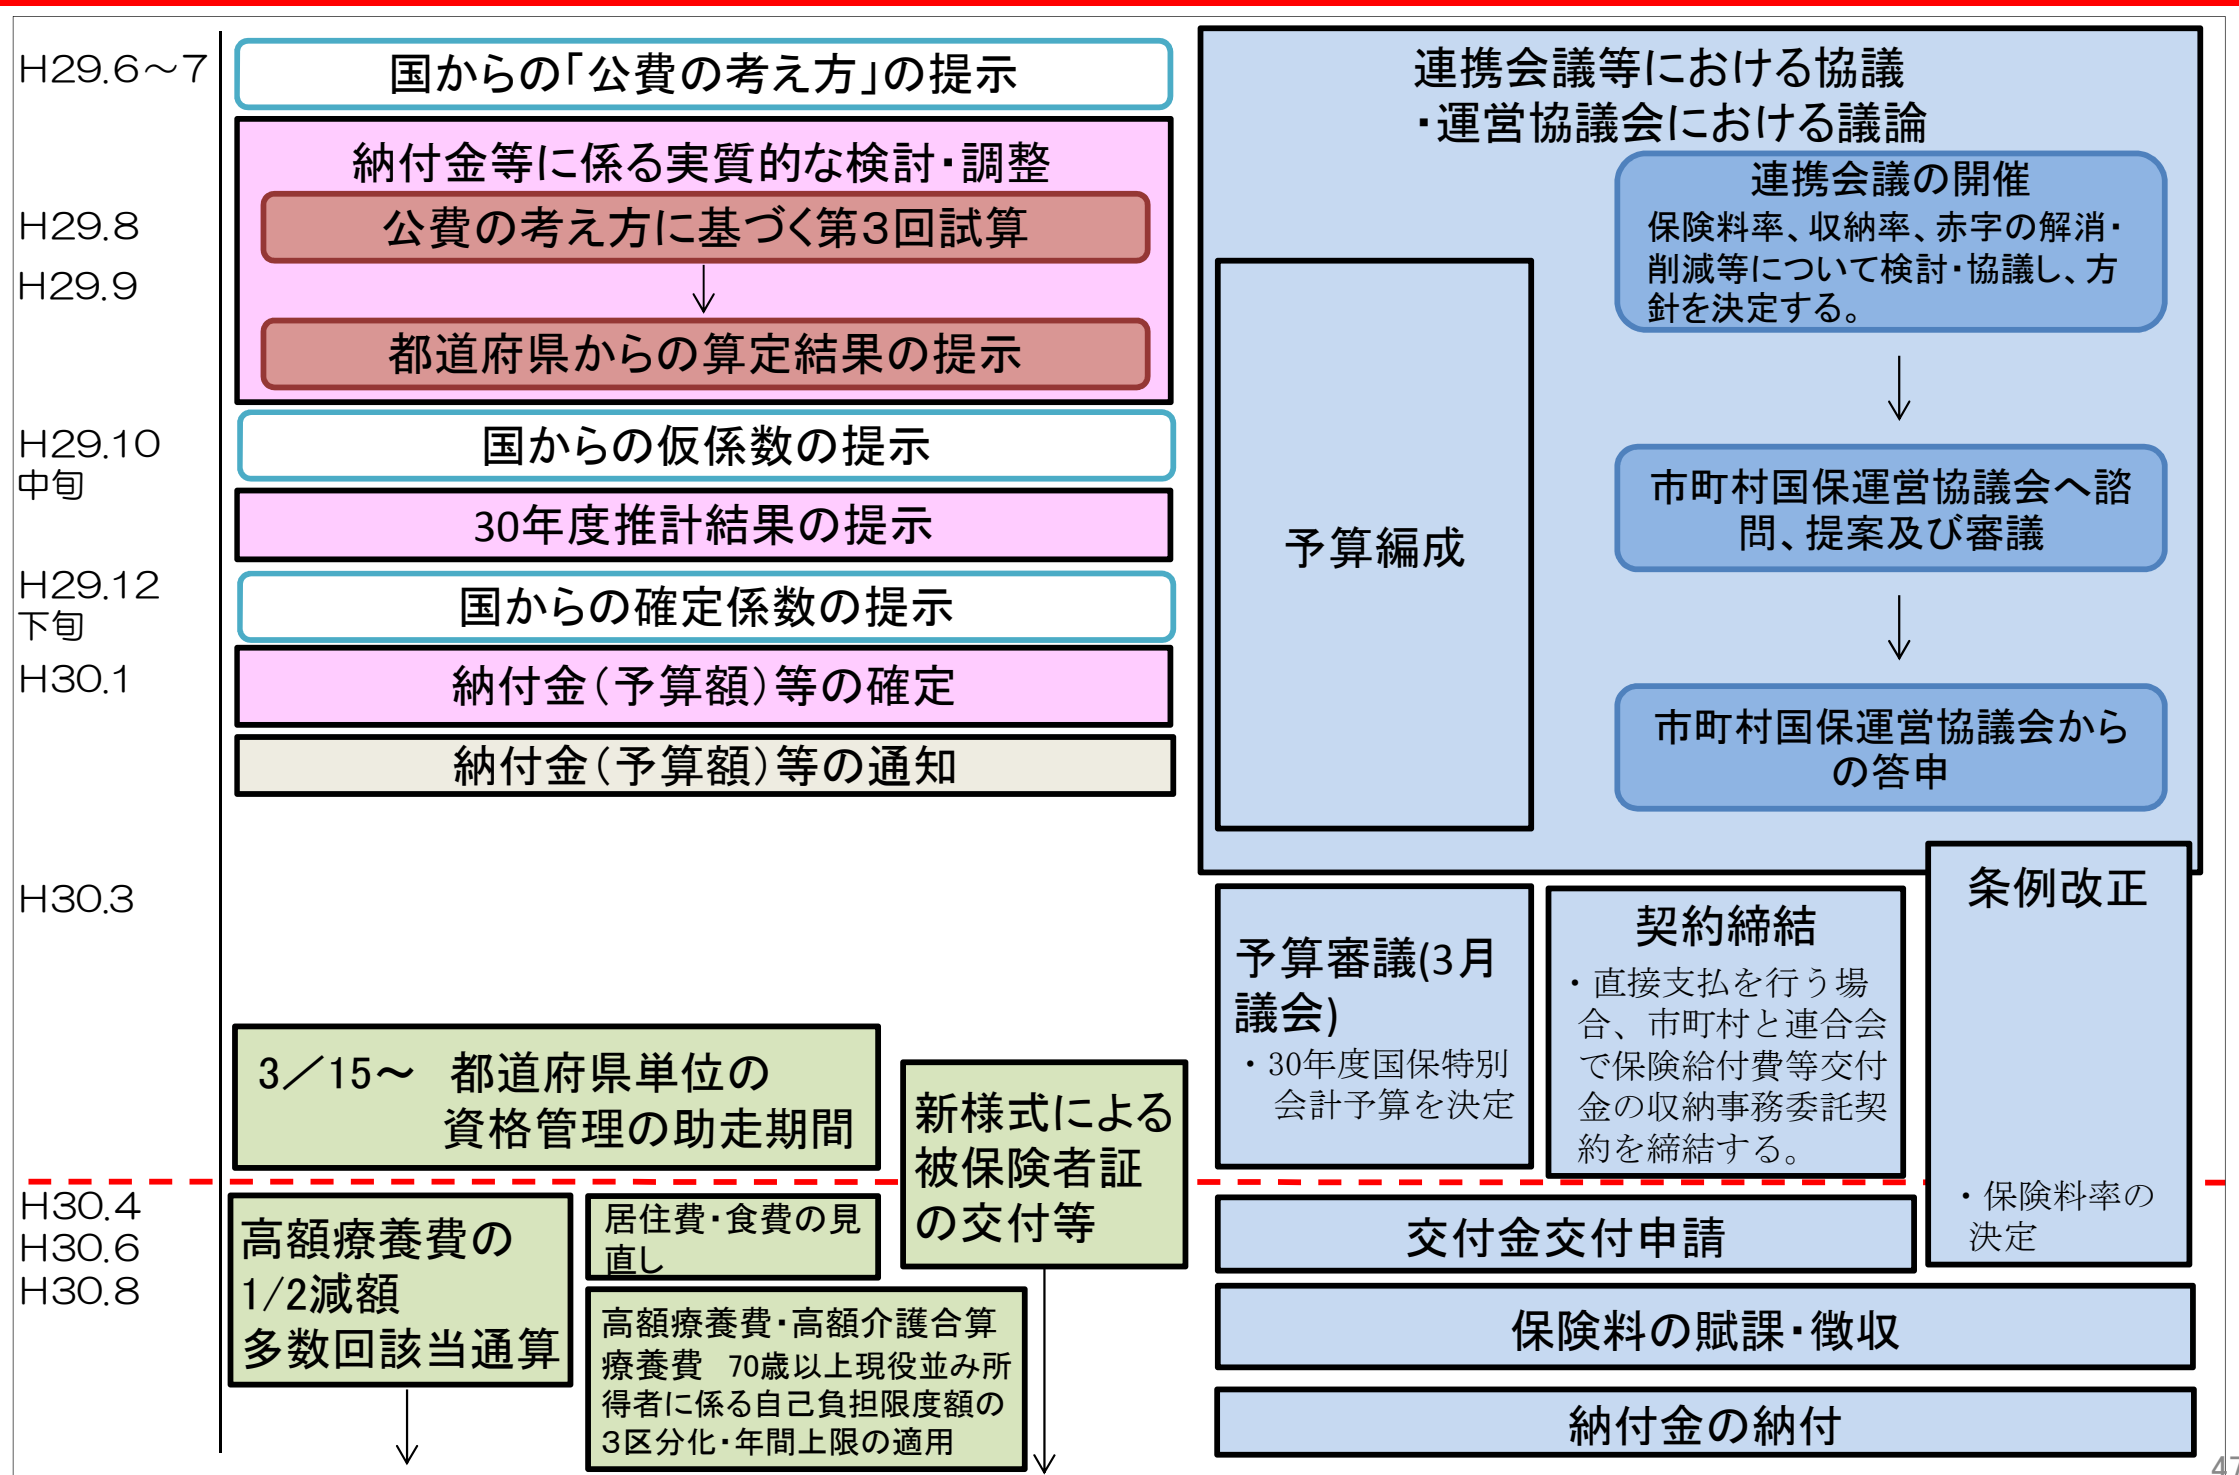 H29.6～7
国からの「公費の考え方」の提示
納付金等に係る実質的な検討・調整
H29.8
公費の考え方に基づく第3回試算
H29.9
都道府県からの算定結果の提示
H29.10
中旬
国からの仮係数の提示
30年度推計結果の提示
H29.12
下旬
国からの確定係数の提示
H30.1
納付金（予算額）等の確定
納付金（予算額）等の通知
連携会議等における協議
・運営協議会における議論
連携会議の開催
保険料率、収納率、赤字の解消・
削減等について検討・協議し、方
針を決定する。
予算編成
市町村国保運営協議会へ諮
問、提案及び審議
市町村国保運営協議会から
の答申
H30.3
予算審議(3月
議会)
・30年度国保特別
会計予算を決定
契約締結
・直接支払を行う場
合、市町村と連合会
で保険給付費等交付
金の収納事務委託契
約を締結する。
条例改正
・保険料率の
決定
3／15～　都道府県単位の
資格管理の助走期間
新様式による
被保険者証
の交付等
H30.4
H30.6
H30.8
高額療養費の
1/2減額
多数回該当通算
居住費・食費の見
直し
高額療養費・高額介護合算
療養費　70歳以上現役並み所
得者に係る自己負担限度額の
3区分化・年間上限の適用
交付金交付申請
保険料の賦課・徴収
納付金の納付
47